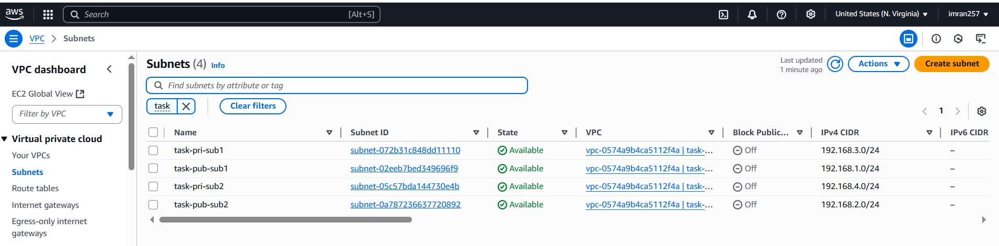 aws Search [Alt+S] United States (N. Virginia) imran257
VPC Subnets
VPC dashboard
EC2 Global View
Filter by VPC
Virtual private cloud
Your VPCs
Subnets
Route tables
Internet gateways
Egress-only internet
gateways
Subnets (4) Info
Last updated
1 minute ago
Actions
Create subnet
Find subnets by attribute or tag
task
Clear filters
1
Name Subnet ID State VPC Block Public... IPv4 CIDR IPv6 CIDR
task-pri-sub1 subnet-072b31c848dd11110 Available vpc-0574a9b4ca5112f4a | task-... Off 192.168.3.0/24 –
task-pub-sub1 subnet-02eeb7bed349696f9 Available vpc-0574a9b4ca5112f4a | task-... Off 192.168.1.0/24 –
task-pri-sub2 subnet-05c57bda144730e4b Available vpc-0574a9b4ca5112f4a | task-... Off 192.168.4.0/24 –
task-pub-sub2 subnet-0a787236637720892 Available vpc-0574a9b4ca5112f4a | task-... Off 192.168.2.0/24 –